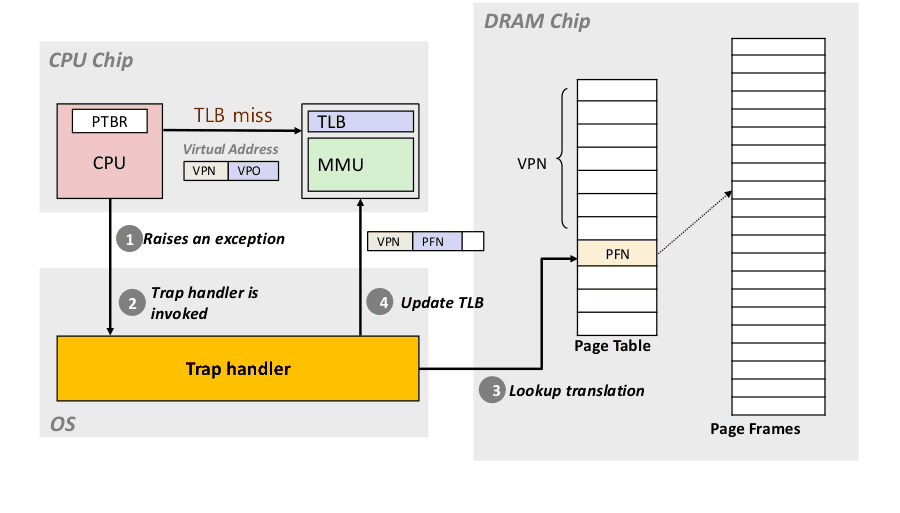 DRAM Chip
CPU Chip
PTBR
CPU
TLB miss
Virtual Address
VPN VPO
TLB
MMU
VPN
PFN
1 Raises an exception
VPN PFN
2 Trap handler is
invoked
4 Update TLB
Trap handler
Page Table
3 Lookup translation
OS
Page Frames